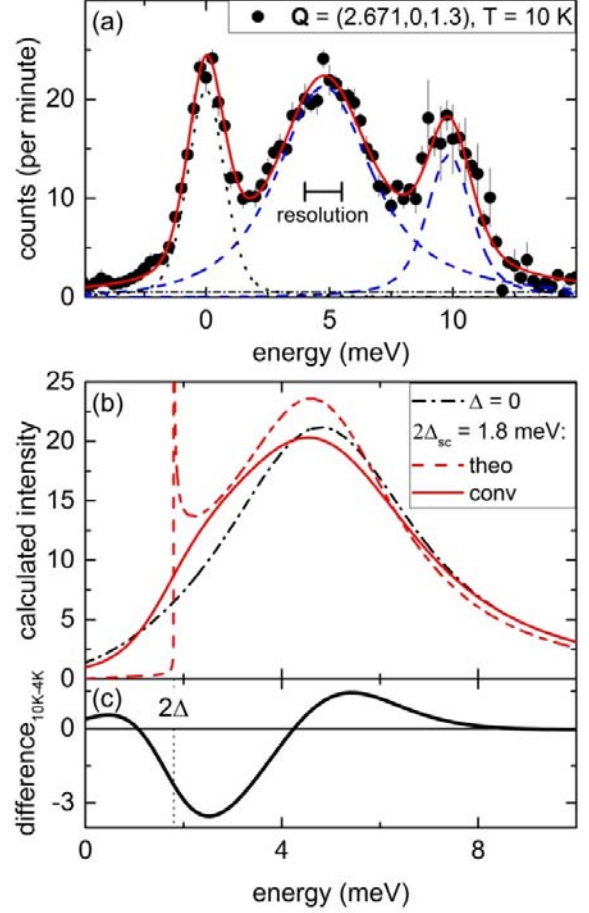 (a)
Q = (2.671,0,1.3), T = 10 K
counts (per minute)
20
10
0
resolution
0 5 10
energy (meV)
(b)
25
20
15
10
5
0
calculated intensity
Δ = 0
2Δsc = 1.8 meV:
theo
conv
(c)
2Δ
difference10K-4K
0
-3
0 4 8
energy (meV)